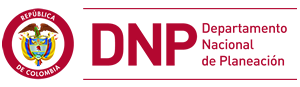 REPÚBLICA
DE COLOMBIA
DNP
Departamento
Nacional
de Planeación